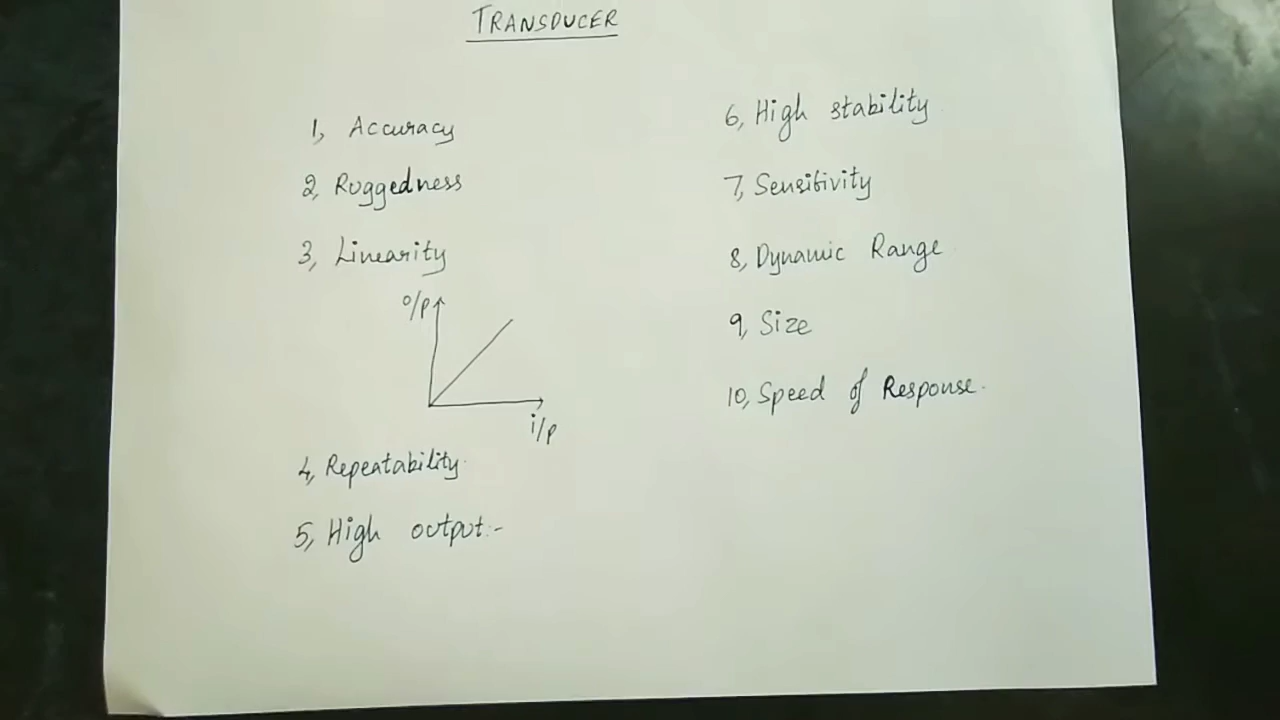 TRANSDUCER
1, Accuracy
2, Ruggedness
3, Linearity
o/p
i/p
4, Repeatability.
5, High output:-
6, High stability
7, Sensitivity
8, Dynamic Range
9, Size
10, Speed of Response.